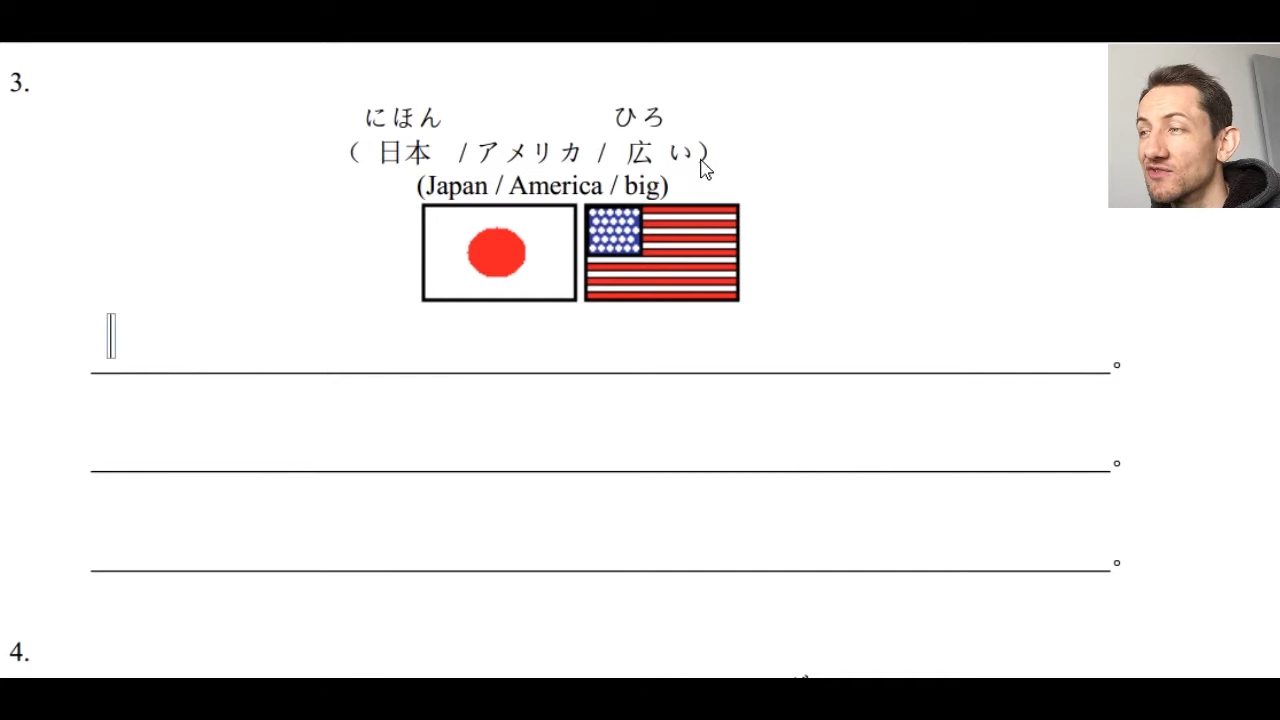 3.
にほん ひろ
( 日本 / アメリカ / 広 い)
(Japan / America / big)
。
。
。
4.